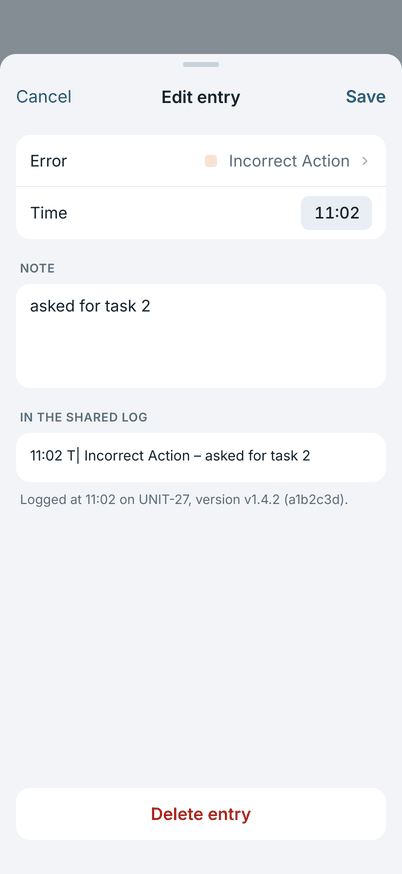 Cancel
Edit entry
Save
Error
Incorrect Action
Time
11:02
NOTE
asked for task 2
IN THE SHARED LOG
11:02 T| Incorrect Action – asked for task 2
Logged at 11:02 on UNIT-27, version v1.4.2 (a1b2c3d).
Delete entry